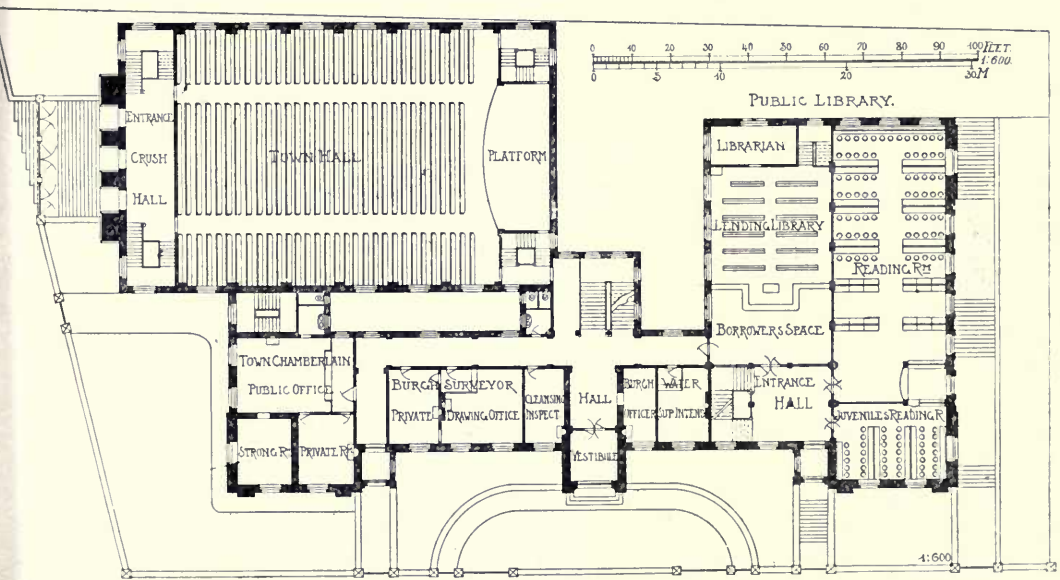 0 10 20 30 40 50 60 70 80 90 100 FEET.
1:600.
0 5 10 20 30 M
PUBLIC LIBRARY.
ENTRANCE
CRUSH
HALL
TOWN HALL
PLATFORM
LIBRARIAN
LENDING LIBRARY
READING RM
BORROWERS SPACE
TOWN CHAMBERLAIN
PUBLIC OFFICE
BURGH SURVEYOR
PRIVATE
DRAWING OFFICE
CLEANSING
INSPECT
HALL
BURGH
OFFICER
WATER
SUPINTENDT
ENTRANCE
HALL
JUVENILES READING R.
STRONG RM
PRIVATE RM
VESTIBULE
1:600